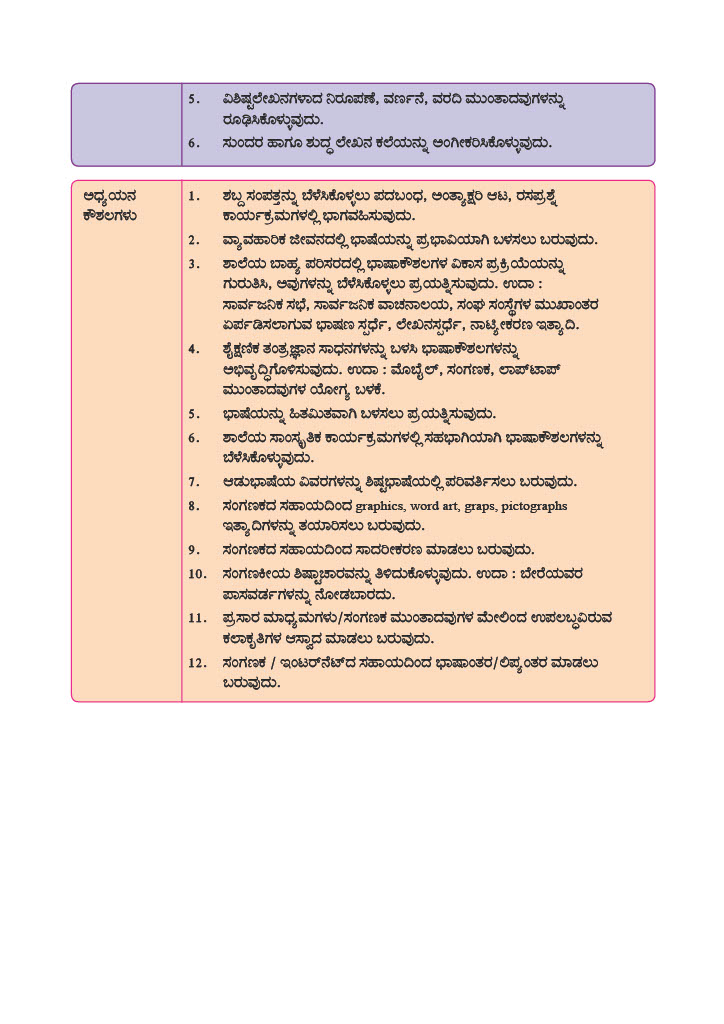 5. ವಿಶಿಷ್ಟಲೇಖನಗಳಾದ ನಿರೂಪಣೆ, ವರ್ಣನೆ, ವರದಿ ಮುಂತಾದವುಗಳನ್ನು
ರೂಢಿಸಿಕೊಳ್ಳುವುದು.
6. ಸುಂದರ ಹಾಗೂ ಶುದ್ಧ ಲೇಖನ ಕಲೆಯನ್ನು ಅಂಗೀಕರಿಸಿಕೊಳ್ಳುವುದು.
ಅಧ್ಯಯನ
ಕೌಶಲಗಳು
1. ಶಬ್ದ ಸಂಪತ್ತನ್ನು ಬೆಳೆಸಿಕೊಳ್ಳಲು ಪದಬಂಧ, ಅಂತ್ಯಾಕ್ಷರಿ ಆಟ, ರಸಪ್ರಶ್ನೆ
ಕಾರ್ಯಕ್ರಮಗಳಲ್ಲಿ ಭಾಗವಹಿಸುವುದು.
2. ವ್ಯಾವಹಾರಿಕ ಜೀವನದಲ್ಲಿ ಭಾಷೆಯನ್ನು ಪ್ರಭಾವಿಯಾಗಿ ಬಳಸಲು ಬರುವುದು.
3. ಶಾಲೆಯ ಬಾಹ್ಯ ಪರಿಸರದಲ್ಲಿ ಭಾಷಾಕೌಶಲಗಳ ವಿಕಾಸ ಪ್ರಕ್ರಿಯೆಯನ್ನು
ಗುರುತಿಸಿ, ಅವುಗಳನ್ನು ಬೆಳೆಸಿಕೊಳ್ಳಲು ಪ್ರಯತ್ನಿಸುವುದು. ಉದಾ :
ಸಾರ್ವಜನಿಕ ಸಭೆ, ಸಾರ್ವಜನಿಕ ವಾಚನಾಲಯ, ಸಂಘ ಸಂಸ್ಥೆಗಳ ಮುಖಾಂತರ
ಏರ್ಪಡಿಸಲಾಗುವ ಭಾಷಣ ಸ್ಪರ್ಧೆ, ಲೇಖನಸ್ಪರ್ಧೆ, ನಾಟ್ಯೀಕರಣ ಇತ್ಯಾದಿ.
4. ಶೈಕ್ಷಣಿಕ ತಂತ್ರಜ್ಞಾನ ಸಾಧನಗಳನ್ನು ಬಳಸಿ ಭಾಷಾಕೌಶಲಗಳನ್ನು
ಅಭಿವೃದ್ಧಿಗೊಳಿಸುವುದು. ಉದಾ : ಮೊಬೈಲ್, ಸಂಗಣಕ, ಲಾಪ್‌ಟಾಪ್
ಮುಂತಾದವುಗಳ ಯೋಗ್ಯ ಬಳಕೆ.
5. ಭಾಷೆಯನ್ನು ಹಿತಮಿತವಾಗಿ ಬಳಸಲು ಪ್ರಯತ್ನಿಸುವುದು.
6. ಶಾಲೆಯ ಸಾಂಸ್ಕೃತಿಕ ಕಾರ್ಯಕ್ರಮಗಳಲ್ಲಿ ಸಹಭಾಗಿಯಾಗಿ ಭಾಷಾಕೌಶಲಗಳನ್ನು
ಬೆಳೆಸಿಕೊಳ್ಳುವುದು.
7. ಆಡುಭಾಷೆಯ ವಿವರಗಳನ್ನು ಶಿಷ್ಟಭಾಷೆಯಲ್ಲಿ ಪರಿವರ್ತಿಸಲು ಬರುವುದು.
8. ಸಂಗಣಕದ ಸಹಾಯದಿಂದ graphics, word art, graps, pictographs
ಇತ್ಯಾದಿಗಳನ್ನು ತಯಾರಿಸಲು ಬರುವುದು.
9. ಸಂಗಣಕದ ಸಹಾಯದಿಂದ ಸಾದರೀಕರಣ ಮಾಡಲು ಬರುವುದು.
10. ಸಂಗಣಕೀಯ ಶಿಷ್ಟಾಚಾರವನ್ನು ತಿಳಿದುಕೊಳ್ಳುವುದು. ಉದಾ : ಬೇರೆಯವರ
ಪಾಸವರ್ಡಗಳನ್ನು ನೋಡಬಾರದು.
11. ಪ್ರಸಾರ ಮಾಧ್ಯಮಗಳು/ಸಂಗಣಕ ಮುಂತಾದವುಗಳ ಮೇಲಿಂದ ಉಪಲಬ್ಧವಿರುವ
ಕಲಾಕೃತಿಗಳ ಆಸ್ವಾದ ಮಾಡಲು ಬರುವುದು.
12. ಸಂಗಣಕ / ಇಂಟರ್‌ನೆಟ್‌ದ ಸಹಾಯದಿಂದ ಭಾಷಾಂತರ/ಲಿಪ್ಯಂತರ ಮಾಡಲು
ಬರುವುದು.